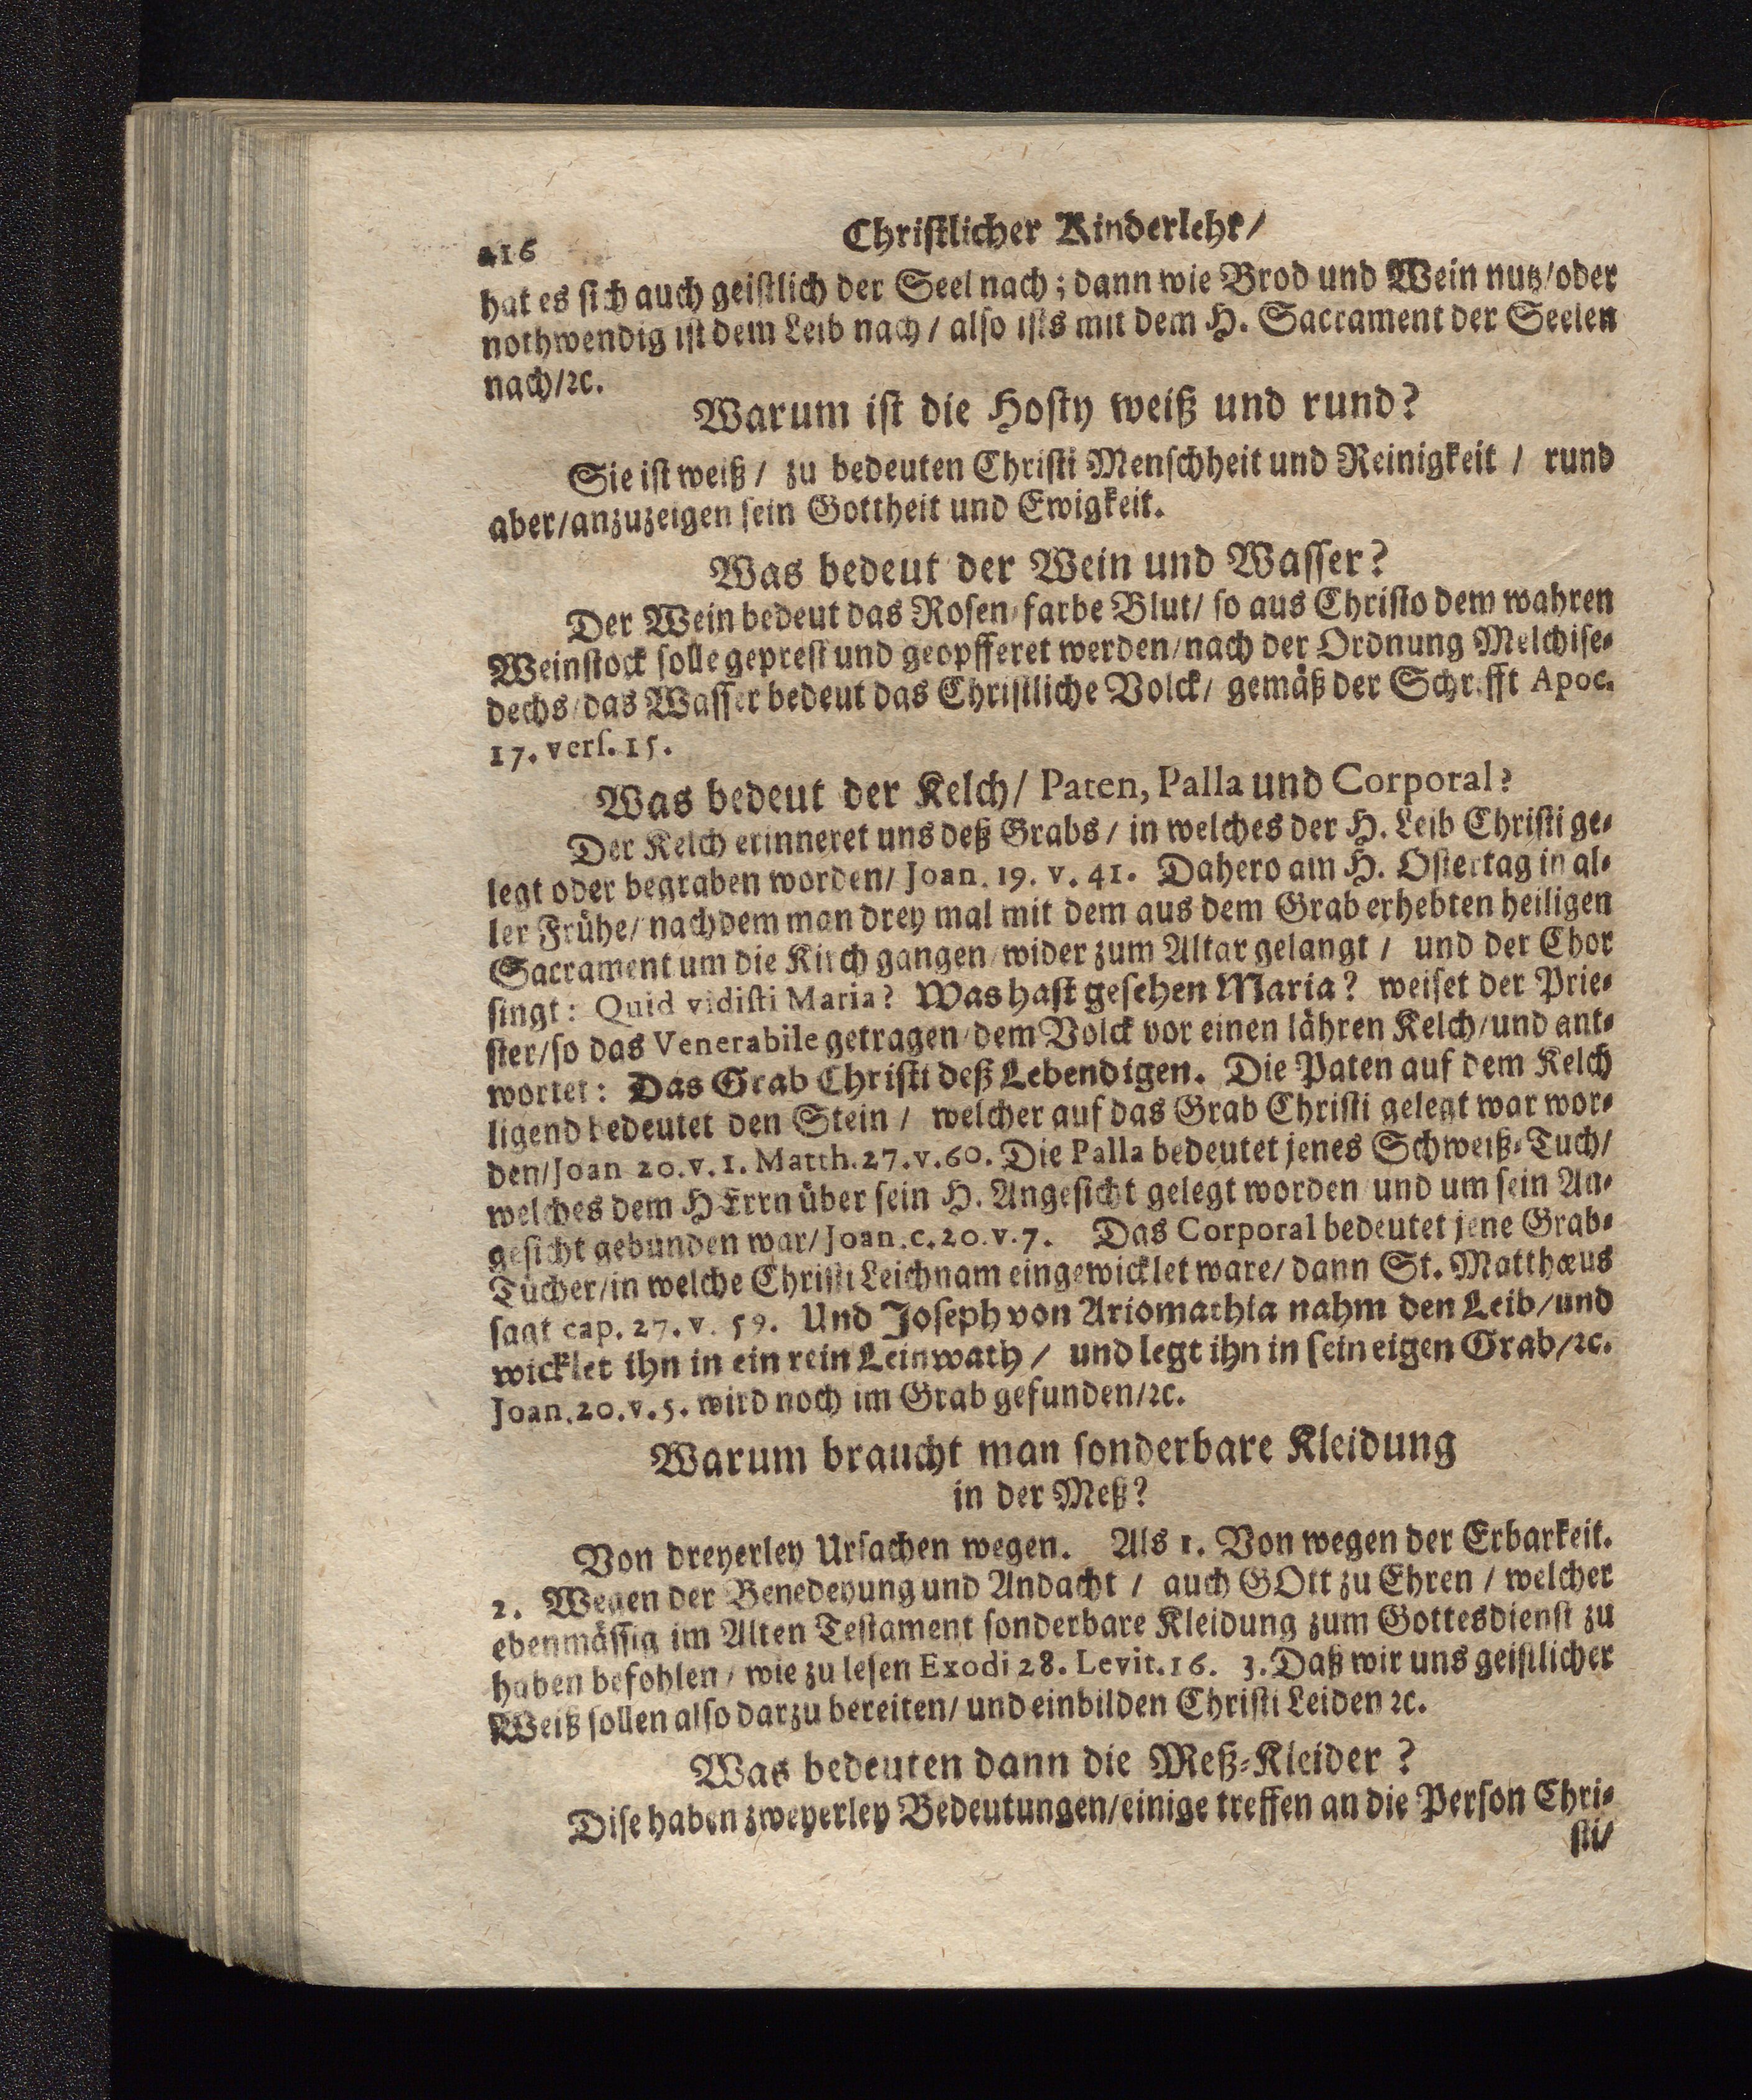 216
Christlicher Kinderlehr/
hat es sich auch geistlich der Seel nach; dann wie Brod und Wein nutz/oder
nothwendig ist dem Leib nach/ also ists mit dem H. Sacrament der Seelen
nach/ꝛc.
Warum ist die Hosty weiß und rund?
Sie ist weiß/ zu bedeuten Christi Menschheit und Reinigkeit/ rund
aber/anzuzeigen sein Gottheit und Ewigkeit.
Was bedeut der Wein und Wasser?
Der Wein bedeut das Rosen-farbe Blut/ so aus Christo dem wahren
Weinstock solle geprest und geopfferet werden/nach der Ordnung Melchise-
dechs/das Wasser bedeut das Christliche Volck/ gemäß der Schrifft Apoc.
17. vers. 15.
Was bedeut der Kelch/ Paten, Palla und Corporal?
Der Kelch erinneret uns deß Grabs/ in welches der H. Leib Christi ge-
legt oder begraben worden/ Joan. 19. v. 41. Dahero am H. Ostertag in al-
ler Frühe/ nachdem man drey mal mit dem aus dem Grab erhebten heiligen
Sacrament um die Kirch gangen/wider zum Altar gelangt/ und der Chor
singt: Quid vidisti Maria? Was hast gesehen Maria? weiset der Prie-
ster/so das Venerabile getragen/dem Volck vor einen lähren Kelch/und ant-
wortet: Das Grab Christi deß Lebendigen. Die Paten auf dem Kelch
ligend bedeutet den Stein/ welcher auf das Grab Christi gelegt war wor-
den/Joan 20. v. 1. Matth. 27. v. 60. Die Palla bedeutet jenes Schweiß-Tuch/
welches dem HErrn über sein H. Angesicht gelegt worden/und um sein An-
gesicht gebunden war/Joan. c. 20. v. 7. Das Corporal bedeutet jene Grab-
Tücher/in welche Christi Leichnam eingewicklet ware/ dann St. Matthæus
sagt cap. 27. v. 59. Und Joseph von Ariomathia nahm den Leib/und
wicklet ihn in ein rein Leinwath/ und legt ihn in sein eigen Grab/ꝛc.
Joan. 20. v. 5. wird noch im Grab gefunden/ꝛc.
Warum braucht man sonderbare Kleidung
in der Meß?
Von dreyerley Ursachen wegen. Als 1. Von wegen der Erbarkeit.
2. Wegen der Benedeyung und Andacht/ auch GOtt zu Ehren/ welcher
ebenmässig im Alten Testament sonderbare Kleidung zum Gottesdienst zu
haben befohlen/ wie zu lesen Exodi 28. Levit. 16. 3. Daß wir uns geistlicher
Weiß sollen also darzu bereiten/ und einbilden Christi Leiden ꝛc.
Was bedeuten dann die Meß-Kleider?
Dise haben zweyerley Bedeutungen/einige treffen an die Person Chri-
sti/